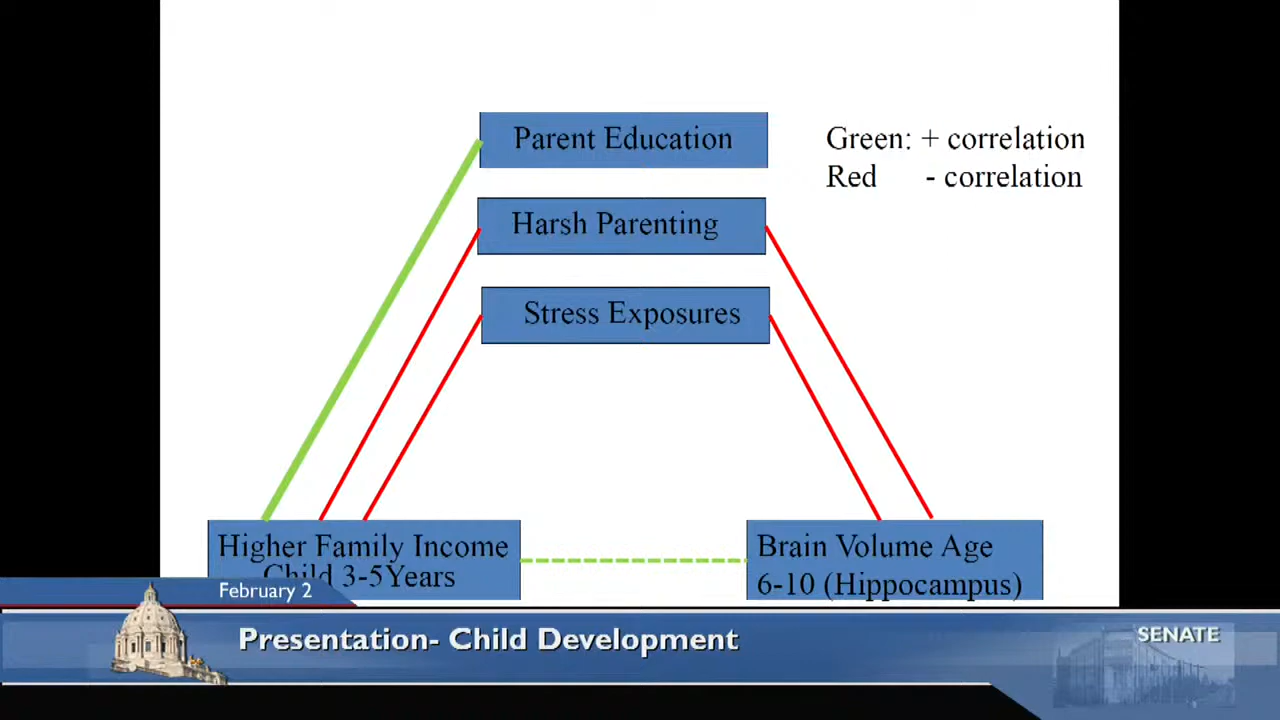 Parent Education
Green: + correlation
Red - correlation
Harsh Parenting
Stress Exposures
Higher Family Income
Child 3-5Years
Brain Volume Age
6-10 (Hippocampus)
February 2
Presentation- Child Development
SENATE